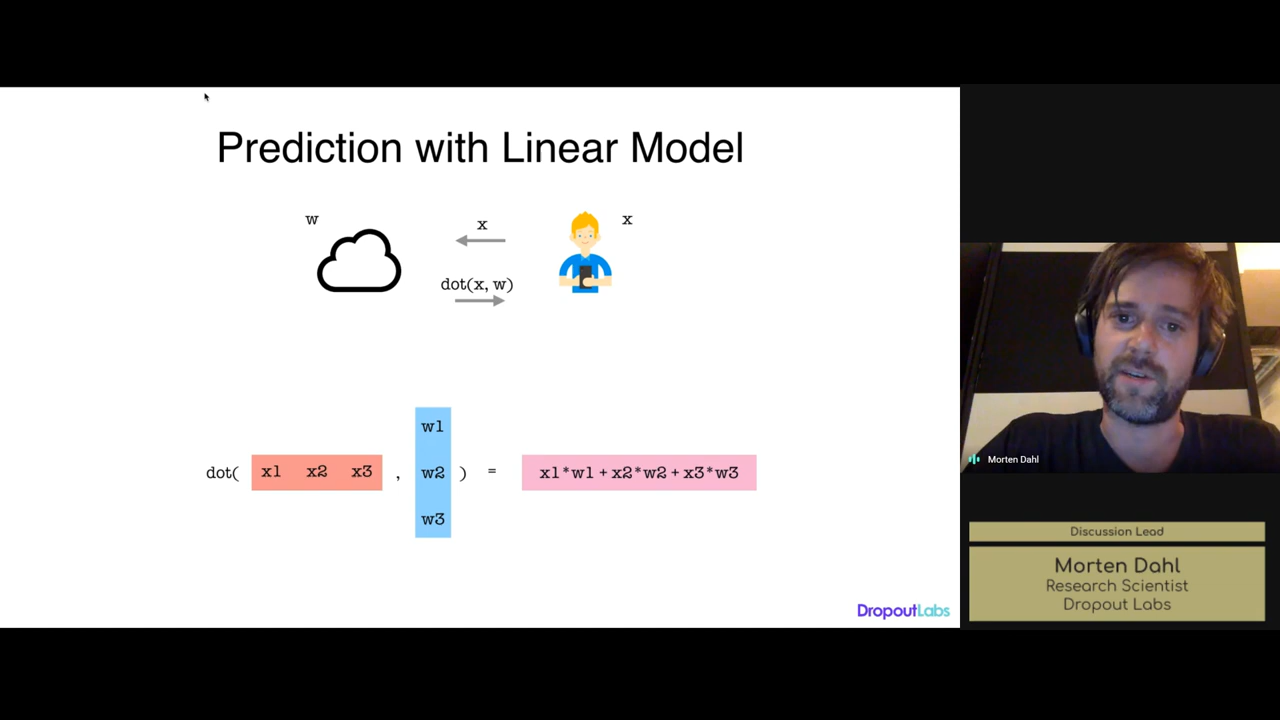 Prediction with Linear Model
w
x
x
dot(x, w)
dot( x1 x2 x3 , w1 w2 w3 ) = x1*w1 + x2*w2 + x3*w3
DropoutLabs
Morten Dahl
Discussion Lead
Morten Dahl
Research Scientist
Dropout Labs